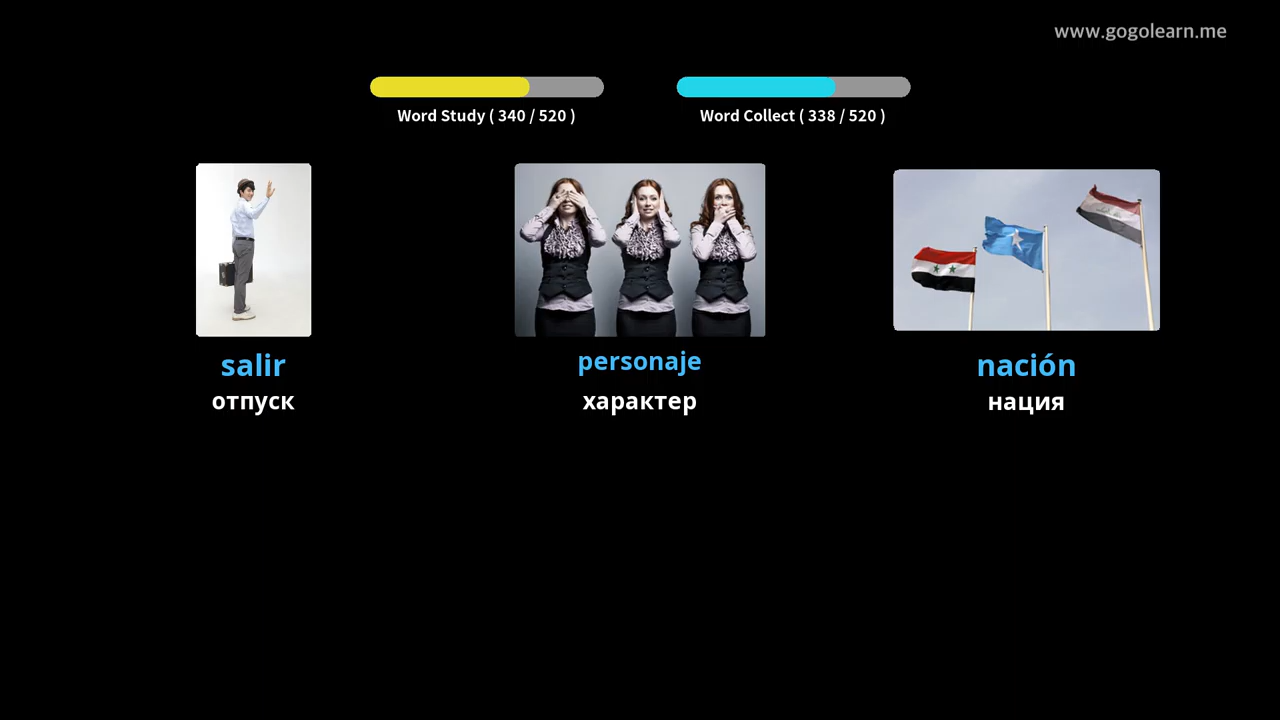 www.gogolearn.me
Word Study ( 340 / 520 )
Word Collect ( 338 / 520 )
salir
personaje
nación
отпуск
характер
нация